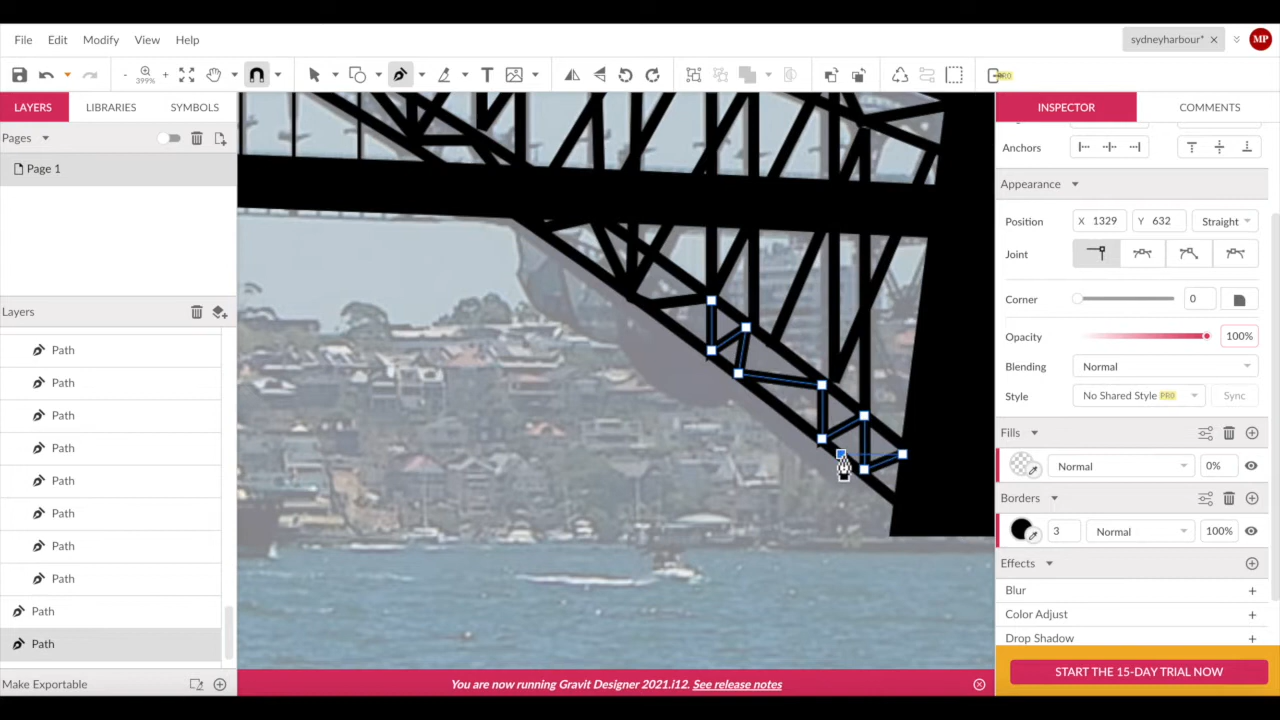 File Edit Modify View Help
sydneyharbour*
MP
- 399% +
PRO
LAYERS LIBRARIES SYMBOLS
INSPECTOR COMMENTS
Pages
Page 1
Layers
Path
Path
Path
Path
Path
Path
Path
Path
Path
Path
Make Exportable
Anchors
Appearance
Position X 1329 Y 632 Straight
Joint
Corner 0
Opacity 100%
Blending Normal
Style No Shared Style PRO Sync
Fills
Normal 0%
Borders
3 Normal 100%
Effects
Blur +
Color Adjust +
Drop Shadow
START THE 15-DAY TRIAL NOW
You are now running Gravit Designer 2021.i12. See release notes